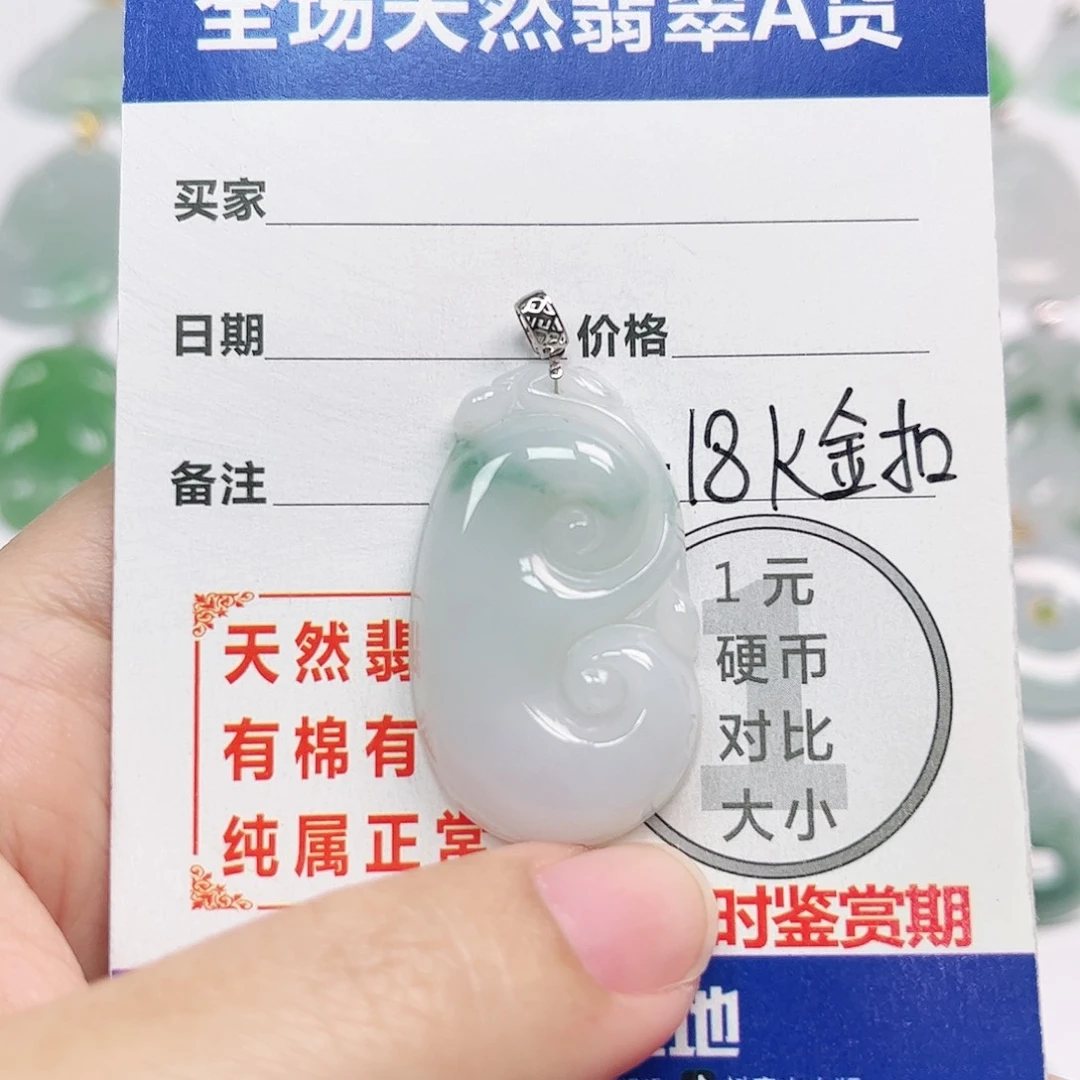 全场天然翡翠A货
买家
日期 价格
备注 18K金扣
1元
硬币
对比
大小
天然翡
有棉有
纯属正常
时鉴赏期
地